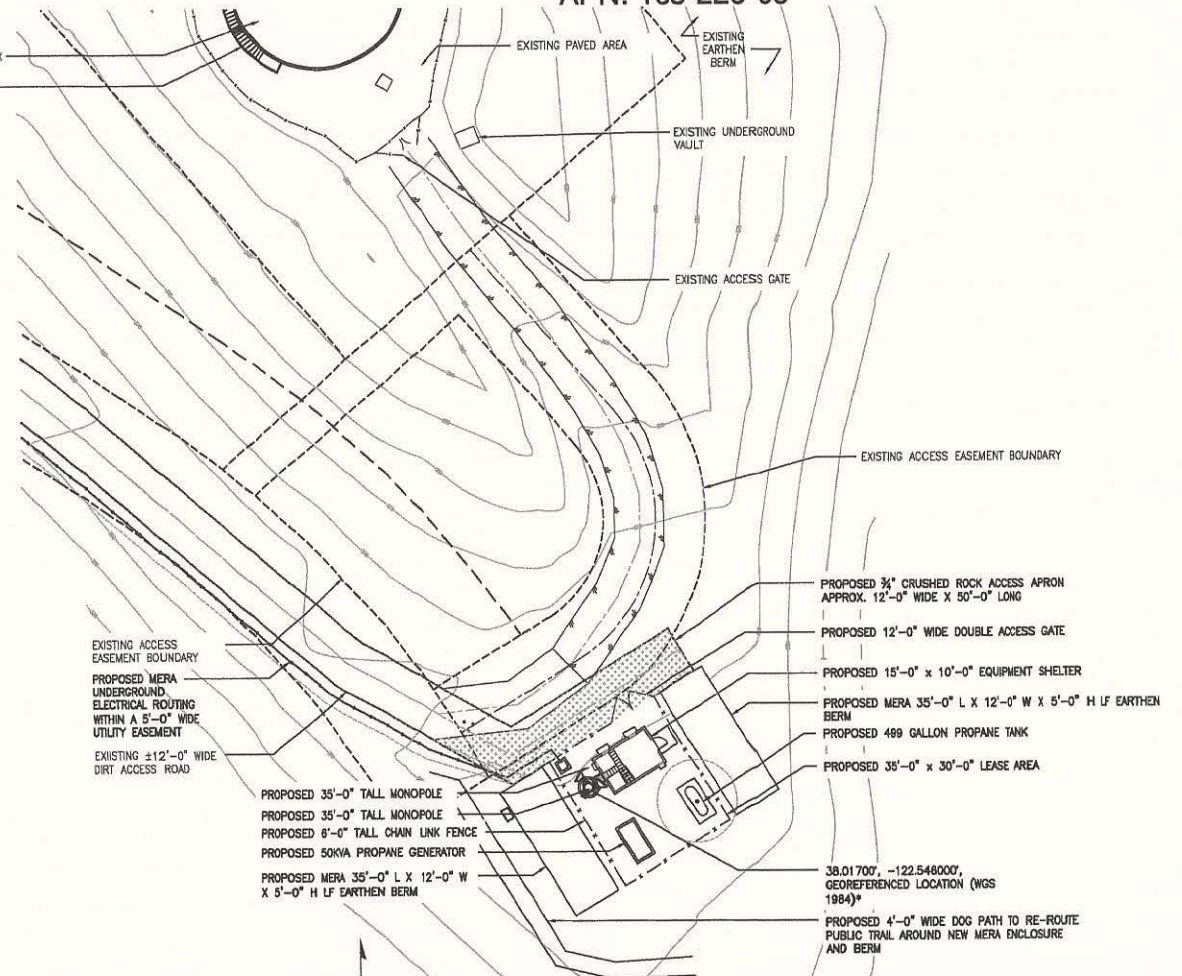 EXISTING PAVED AREA
EXISTING
EARTHEN
BERM
EXISTING UNDERGROUND
VAULT
EXISTING ACCESS GATE
EXISTING ACCESS EASEMENT BOUNDARY
PROPOSED ¾" CRUSHED ROCK ACCESS APRON
APPROX. 12'-0" WIDE X 50'-0" LONG
PROPOSED 12'-0" WIDE DOUBLE ACCESS GATE
PROPOSED 15'-0" x 10'-0" EQUIPMENT SHELTER
PROPOSED MERA 35'-0" L X 12'-0" W X 5'-0" H LF EARTHEN
BERM
PROPOSED 499 GALLON PROPANE TANK
PROPOSED 35'-0" x 30'-0" LEASE AREA
EXISTING ACCESS
EASEMENT BOUNDARY
PROPOSED MERA
UNDERGROUND
ELECTRICAL ROUTING
WITHIN A 5'-0" WIDE
UTILITY EASEMENT
EXIISTING ±12'-0" WIDE
DIRT ACCESS ROAD
PROPOSED 35'-0" TALL MONOPOLE
PROPOSED 35'-0" TALL MONOPOLE
PROPOSED 6'-0" TALL CHAIN LINK FENCE
PROPOSED 50KVA PROPANE GENERATOR
PROPOSED MERA 35'-0" L X 12'-0" W
X 5'-0" H LF EARTHEN BERM
38.01700', -122.546000',
GEOREFERENCED LOCATION (WGS
1984)*
PROPOSED 4'-0" WIDE DOG PATH TO RE-ROUTE
PUBLIC TRAIL AROUND NEW MERA ENCLOSURE
AND BERM